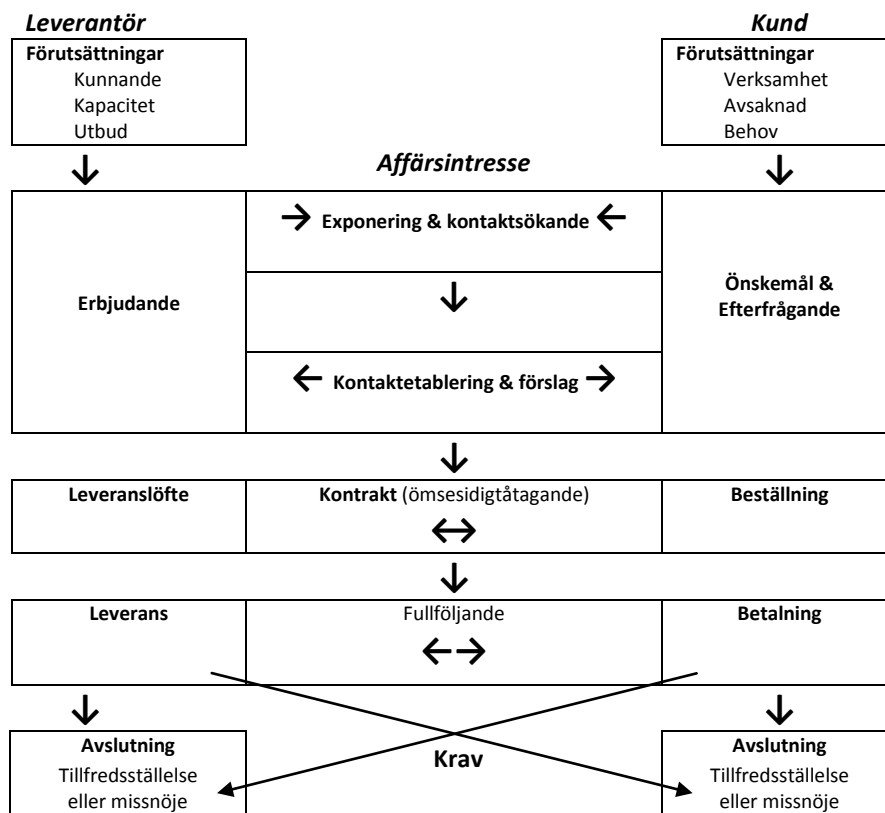 Leverantör
Kund
Förutsättningar
Kunnande
Kapacitet
Utbud
Förutsättningar
Verksamhet
Avsaknad
Behov
Affärsintresse
Erbjudande
Exponering & kontaktsökande
Kontaktetablering & förslag
Önskemål &
Efterfrågande
Leveranslöfte
Kontrakt (ömsesidigtåtagande)
Beställning
Leverans
Fullföljande
Betalning
Avslutning
Tillfredsställelse
eller missnöje
Krav
Avslutning
Tillfredsställelse
eller missnöje